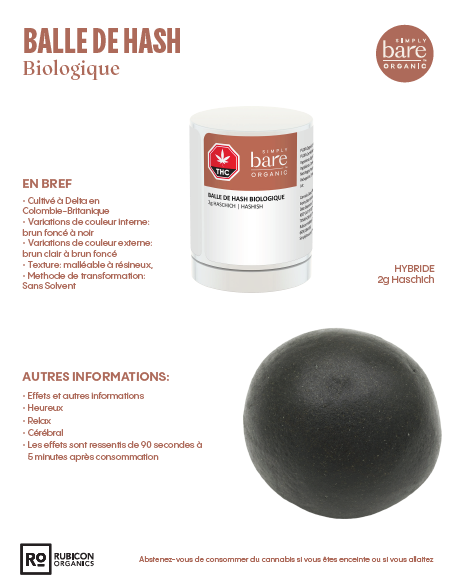 BALLE DE HASH
Biologique
SIMPLY
bare
ORGANIC
SIMPLY
bare
ORGANIC
THC
BALLE DE HASH BIOLOGIQUE
2g HASCHICH | HASHISH
EN BREF
• Cultivé à Delta en
Colombie-Britanique
• Variations de couleur interne:
brun foncé à noir
• Variations de couleur externe:
brun clair à brun foncé
• Texture: malléable à résineux,
• Methode de transformation:
Sans Solvent
HYBRIDE
2g Haschich
AUTRES INFORMATIONS:
• Effets et autres informations
• Heureux
• Relax
• Cérébral
• Les effets sont ressentis de 90 secondes à
5 minutes après consommation
RO
RUBICON
ORGANICS
Abstenez-vous de consommer du cannabis si vous êtes enceinte ou si vous allaitez